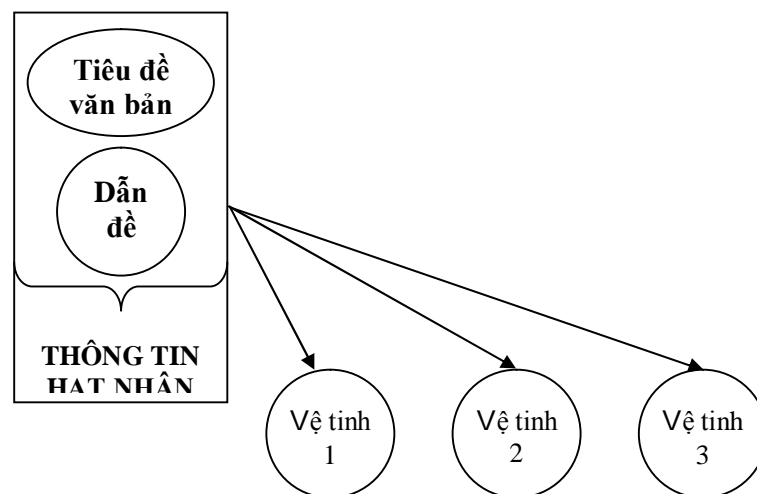 Tiêu đề
văn bản
Dẫn
đề
THÔNG TIN
HẠT NHÂN
Vệ tinh
1
Vệ tinh
2
Vệ tinh
3